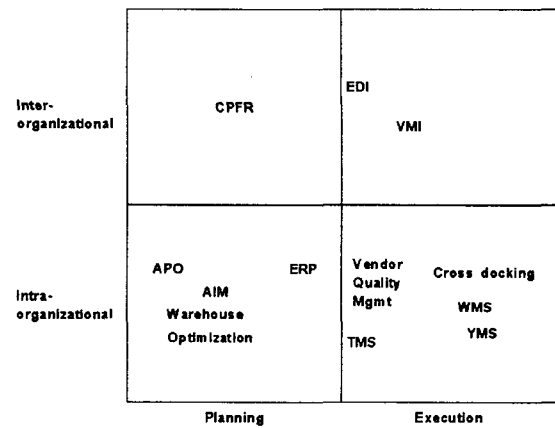 Inter-
organizational
CPFR
EDI
VMI
Intra-
organizational
APO
ERP
AIM
Warehouse
Optimization
Vendor
Quality
Mgmt
Cross docking
WMS
YMS
TMS
Planning
Execution